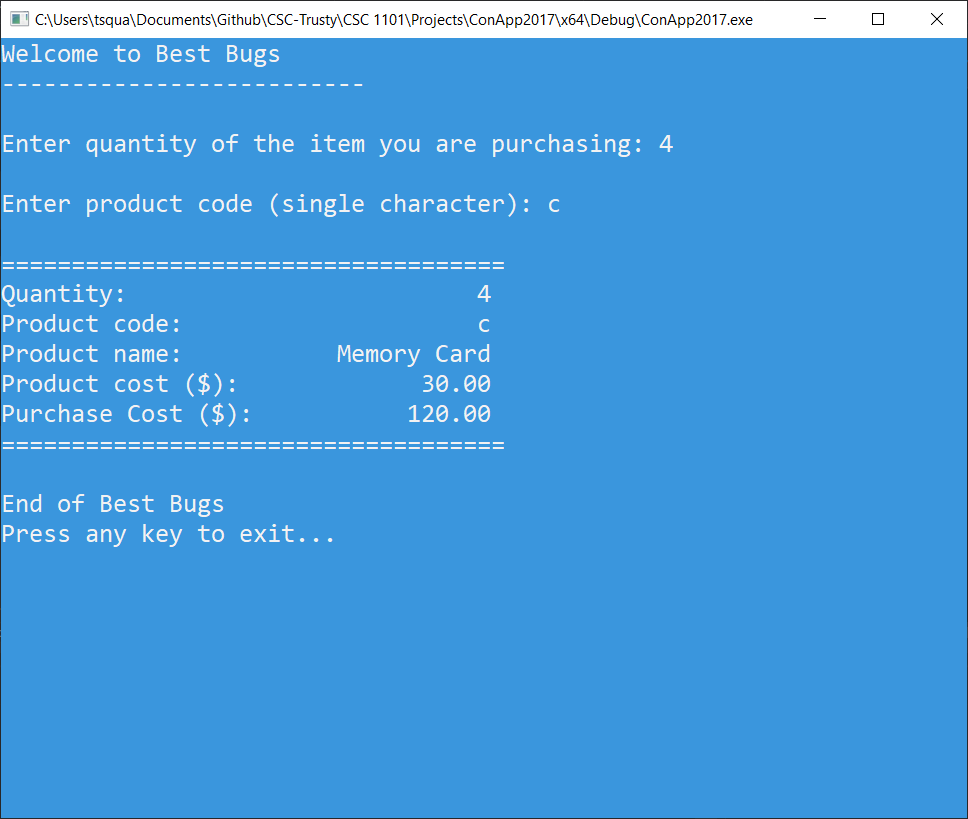 C:\Users\tsqua\Documents\Github\CSC-Trusty\CSC 1101\Projects\ConApp2017\x64\Debug\ConApp2017.exe
Welcome to Best Bugs
--------------------------
Enter quantity of the item you are purchasing: 4
Enter product code (single character): c
====================================
Quantity:                         4
Product code:                     c
Product name:           Memory Card
Product cost ($):             30.00
Purchase Cost ($):           120.00
====================================
End of Best Bugs
Press any key to exit...